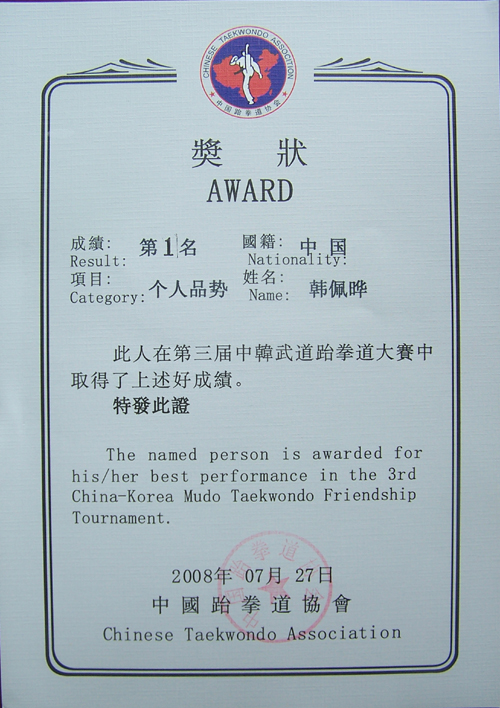 CHINESE TAEKWONDO ASSOCITION
中国跆拳道协会
獎 狀
AWARD
成績: 第1名 國籍: 中国
Result: Nationality:
項目: 个人品势 姓名: 韩佩晔
Category: Name:
此人在第三届中韓武道跆拳道大賽中
取得了上述好成績。
特發此證
The named person is awarded for
his/her best performance in the 3rd
China-Korea Mudo Taekwondo Friendship
Tournament.
2008年 07月 27日
中國跆拳道協會
Chinese Taekwondo Association